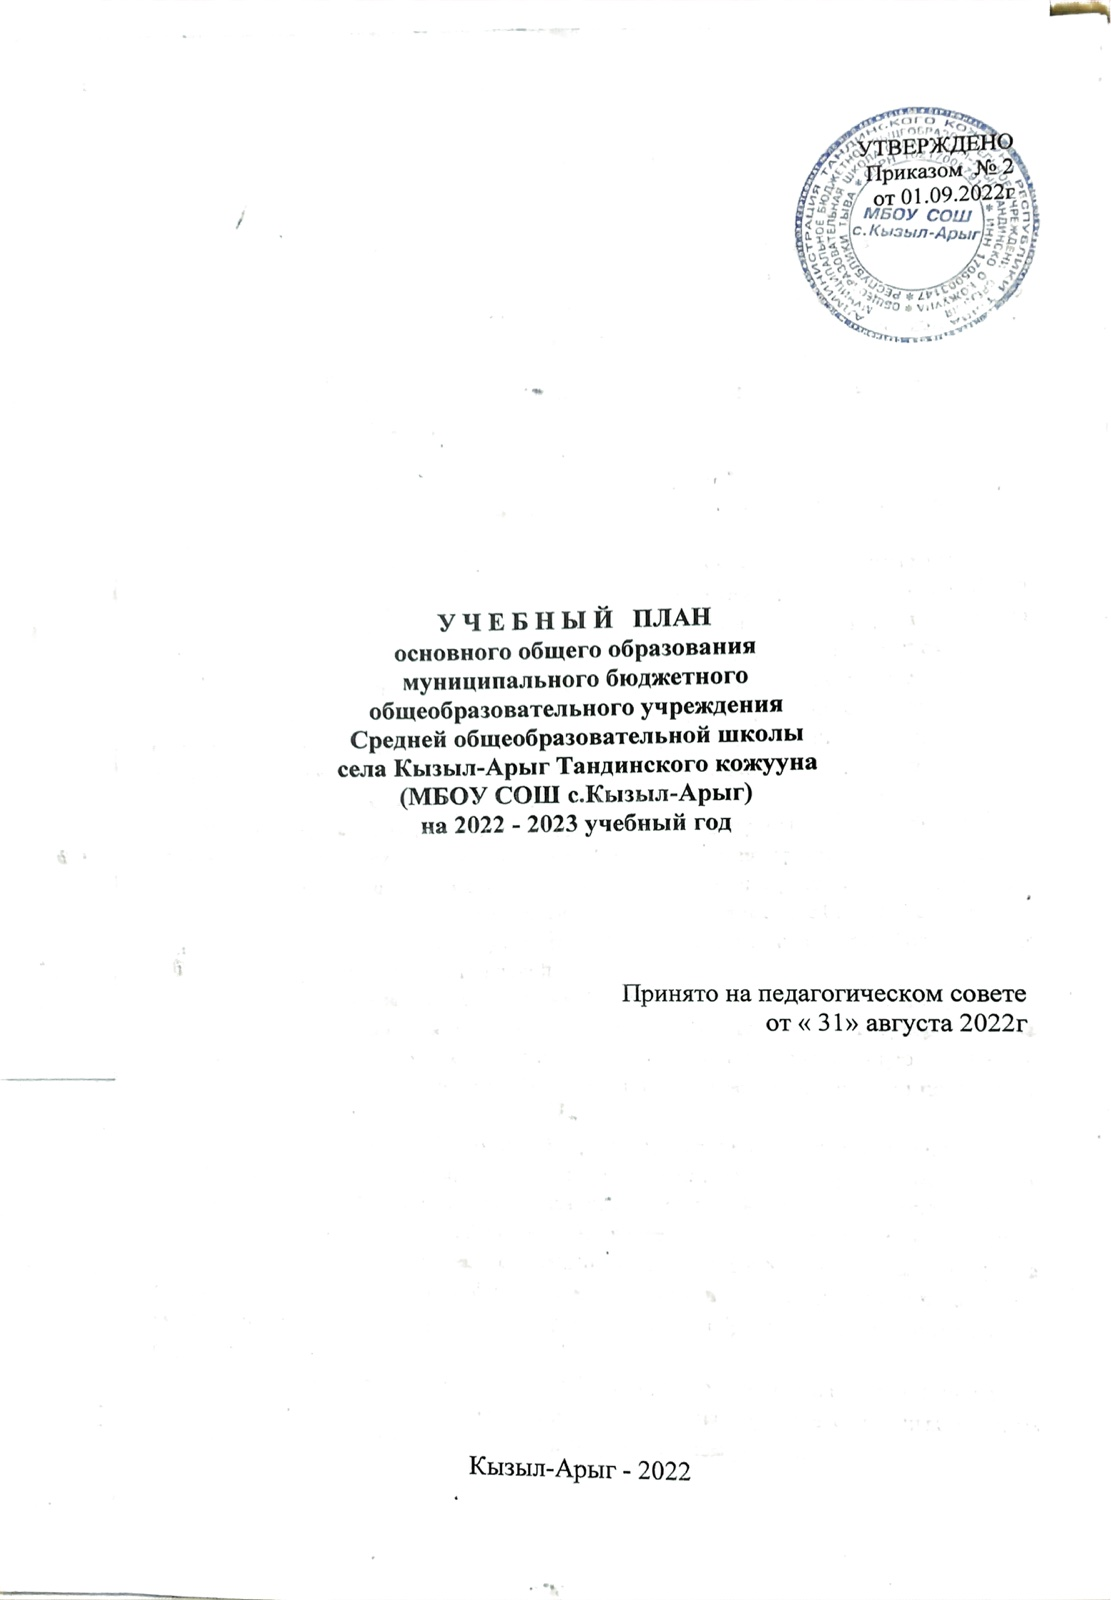 УТВЕРЖДЕНО
Приказом № 2
от 01.09.2022г
МБОУ СОШ
с.Кызыл-Арыг
У Ч Е Б Н Ы Й ПЛАН
основного общего образования
муниципального бюджетного
общеобразовательного учреждения
Средней общеобразовательной школы
села Кызыл-Арыг Тандинского кожууна
(МБОУ СОШ с.Кызыл-Арыг)
на 2022 - 2023 учебный год
Принято на педагогическом совете
от « 31» августа 2022г
Кызыл-Арыг - 2022